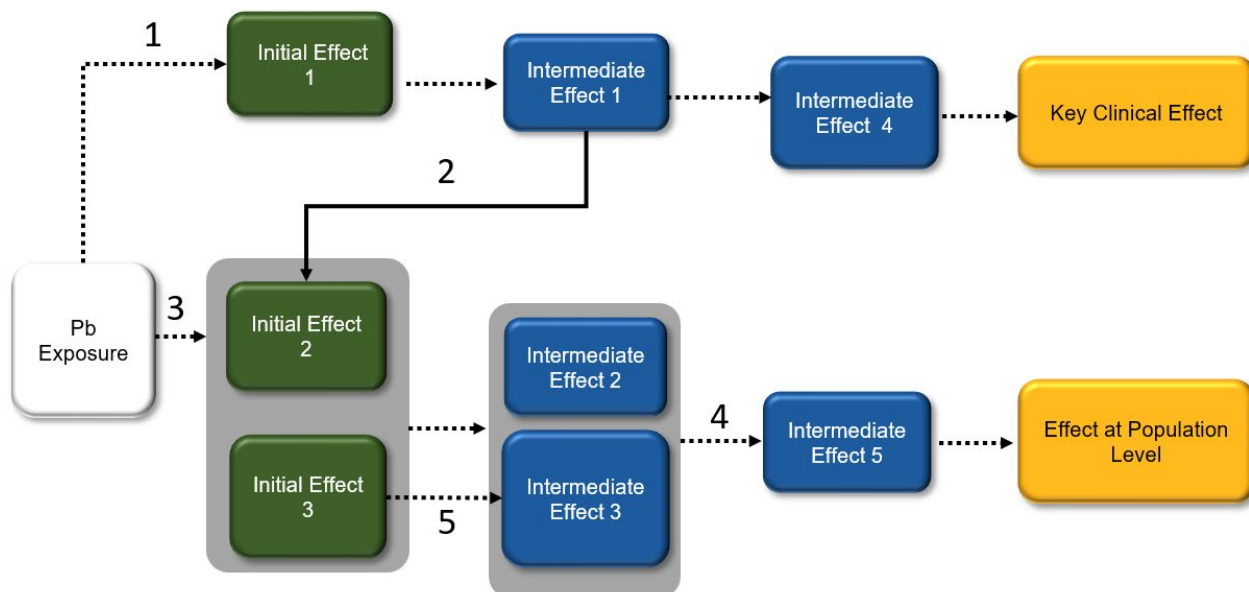 1
Initial Effect
1
Intermediate
Effect 1
Intermediate
Effect 4
Key Clinical Effect
2
Pb
Exposure
3
Initial Effect
2
Intermediate
Effect 2
4
Intermediate
Effect 5
Effect at Population
Level
Initial Effect
3
5
Intermediate
Effect 3